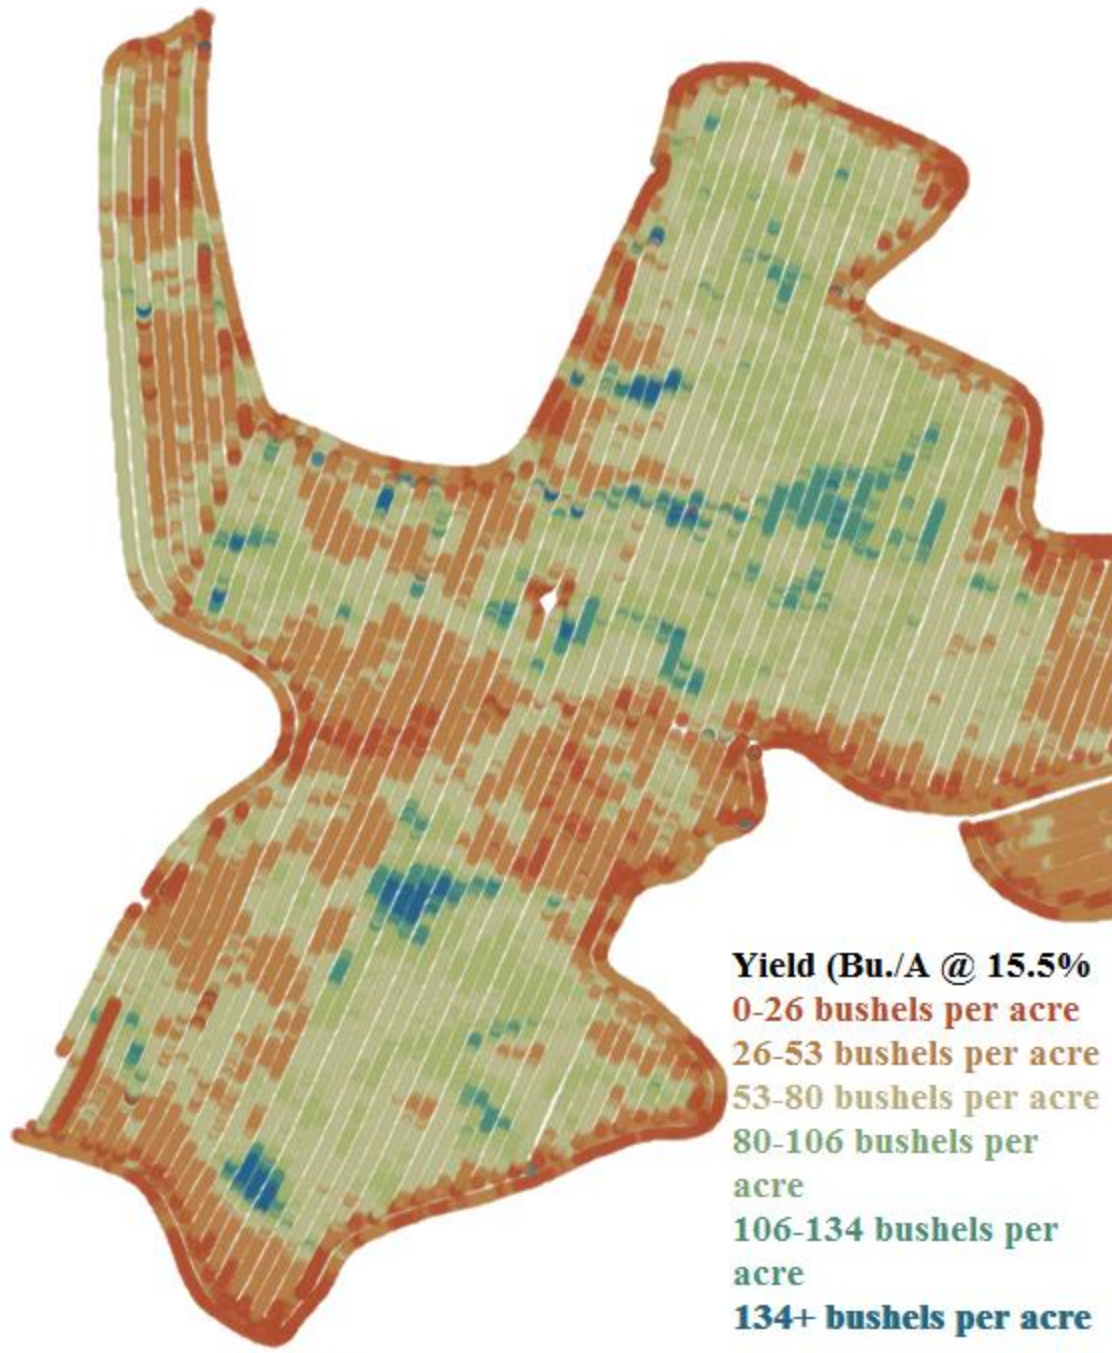 Yield (Bu./A @ 15.5%
0-26 bushels per acre
26-53 bushels per acre
53-80 bushels per acre
80-106 bushels per
acre
106-134 bushels per
acre
134+ bushels per acre